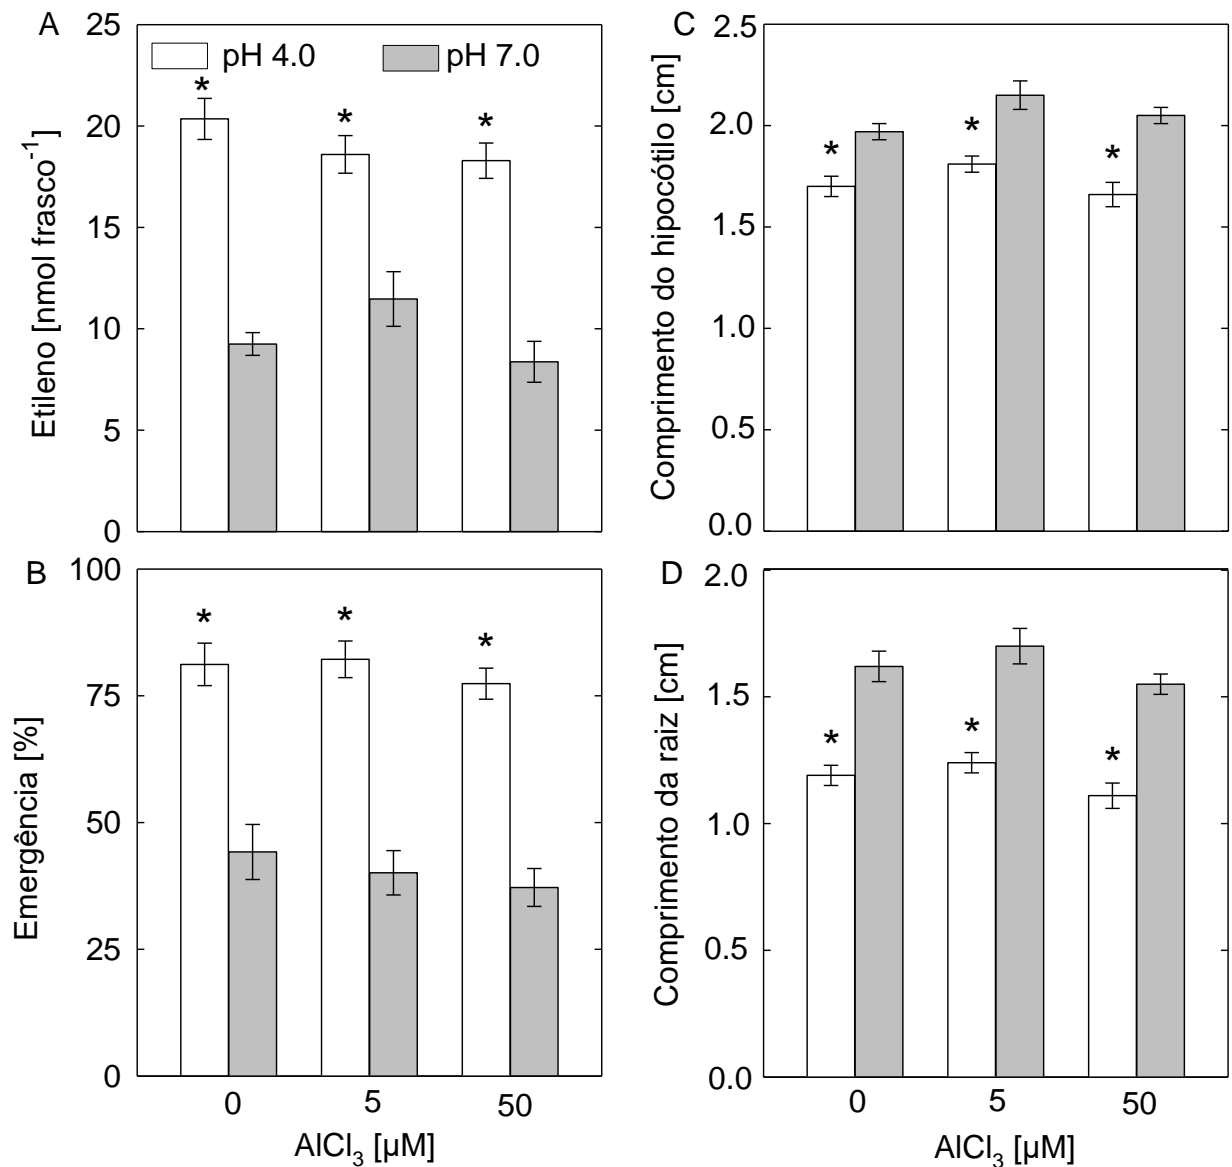 A
Etileno [nmol frasco⁻¹]
25
20
15
10
5
0
pH 4.0
pH 7.0
* * *
B
Emergência [%]
100
75
50
25
0
* * *
0 5 50
AlCl₃ [µM]
C
Comprimento do hipocótilo [cm]
2.5
2.0
1.5
1.0
0.5
0.0
* * *
D
Comprimento da raiz [cm]
2.0
1.5
1.0
0.5
0.0
* * *
0 5 50
AlCl₃ [µM]